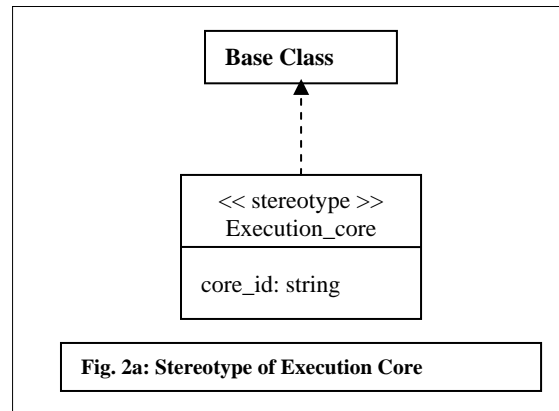 Base Class
<< stereotype >>
Execution_core
core_id: string
Fig. 2a: Stereotype of Execution Core